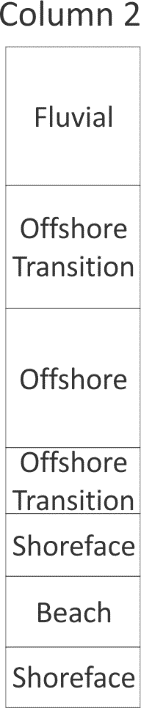 Column 2
Fluvial
Offshore
Transition
Offshore
Offshore
Transition
Shoreface
Beach
Shoreface